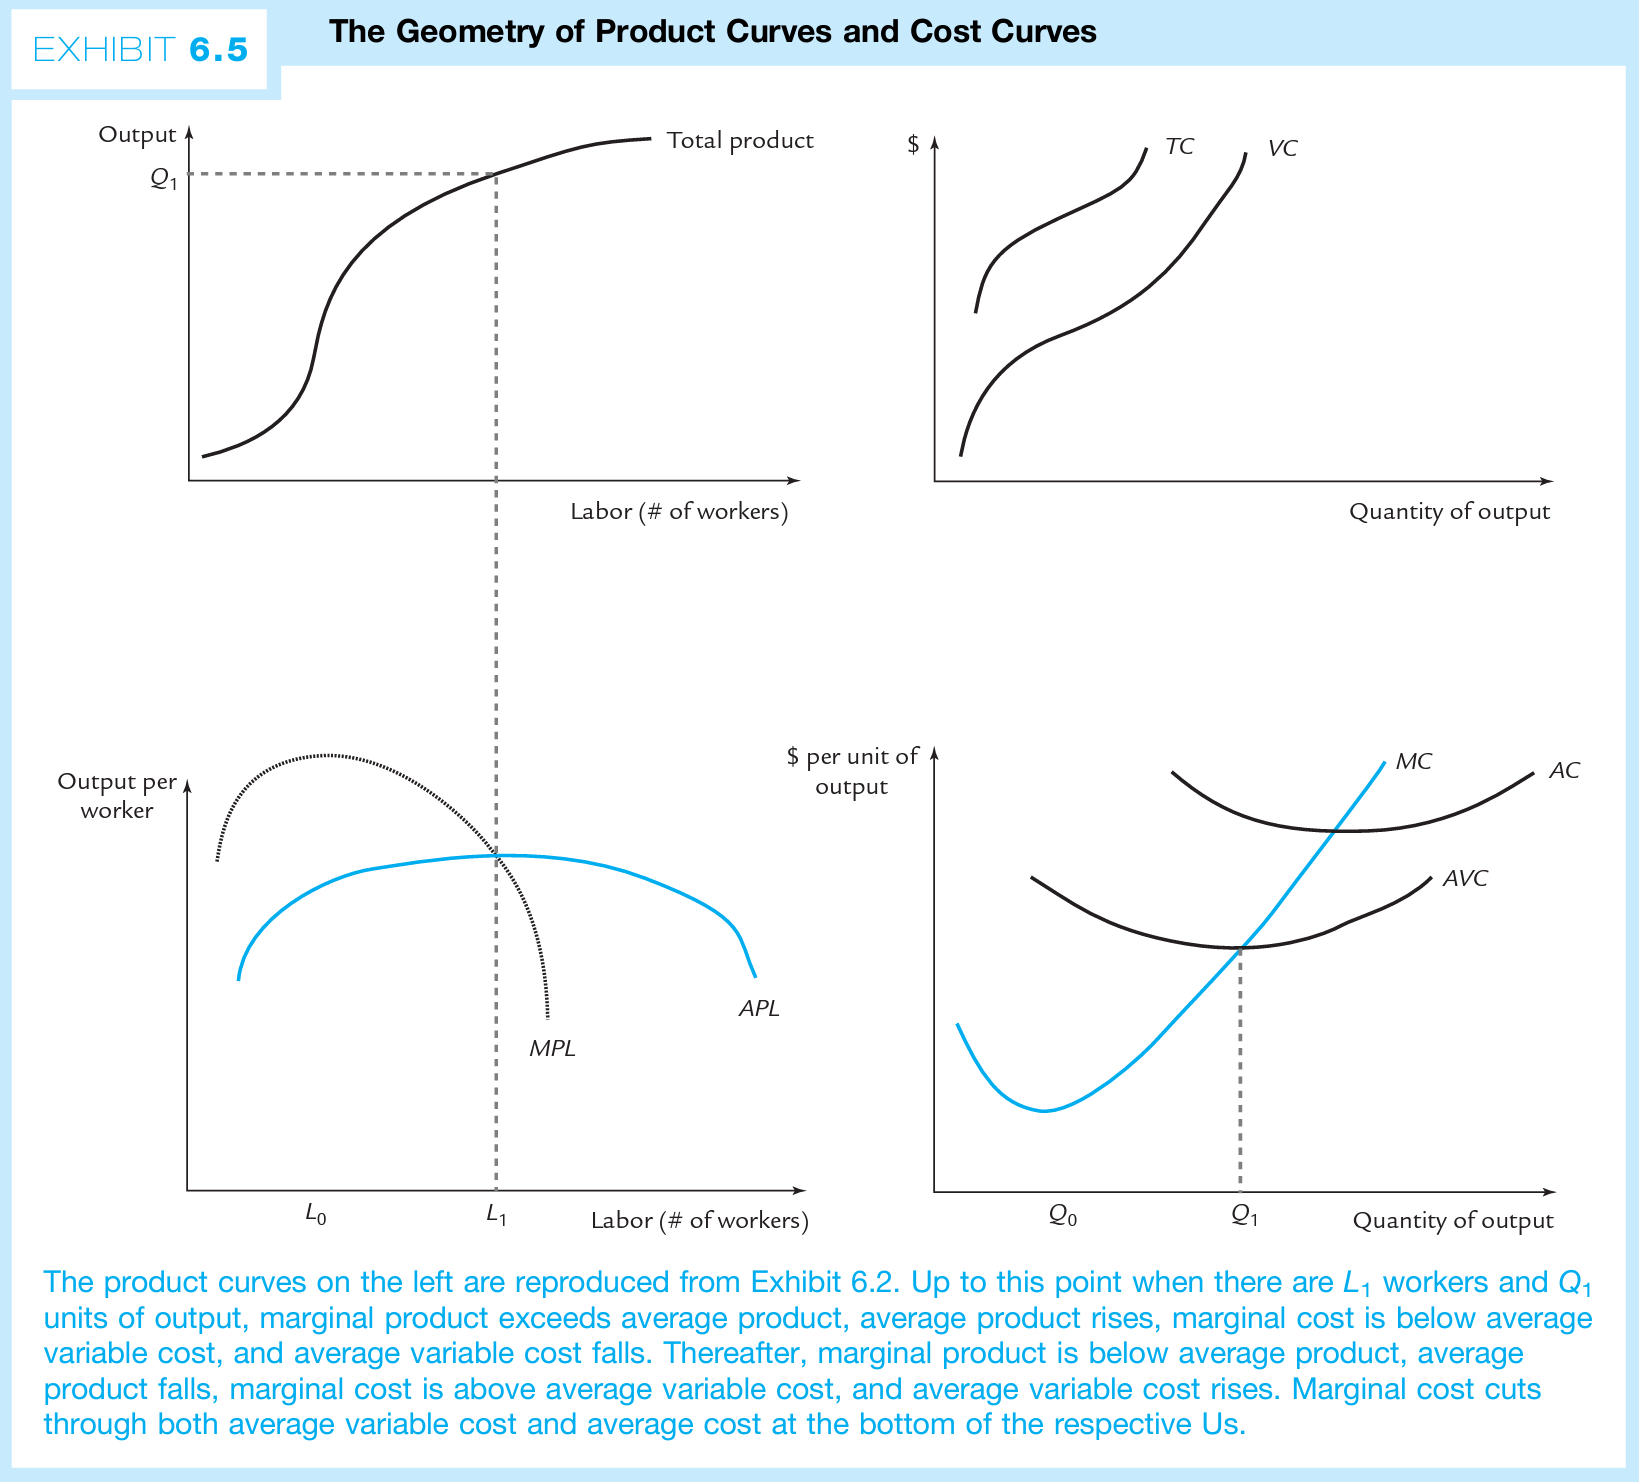 EXHIBIT 6.5
The Geometry of Product Curves and Cost Curves
Output
Q1
Total product
Labor (# of workers)
$
TC
VC
Quantity of output
Output per
worker
MPL
APL
L0
L1
Labor (# of workers)
$ per unit of
output
MC
AC
AVC
Q0
Q1
Quantity of output
The product curves on the left are reproduced from Exhibit 6.2. Up to this point when there are L1 workers and Q1
units of output, marginal product exceeds average product, average product rises, marginal cost is below average
variable cost, and average variable cost falls. Thereafter, marginal product is below average product, average
product falls, marginal cost is above average variable cost, and average variable cost rises. Marginal cost cuts
through both average variable cost and average cost at the bottom of the respective Us.